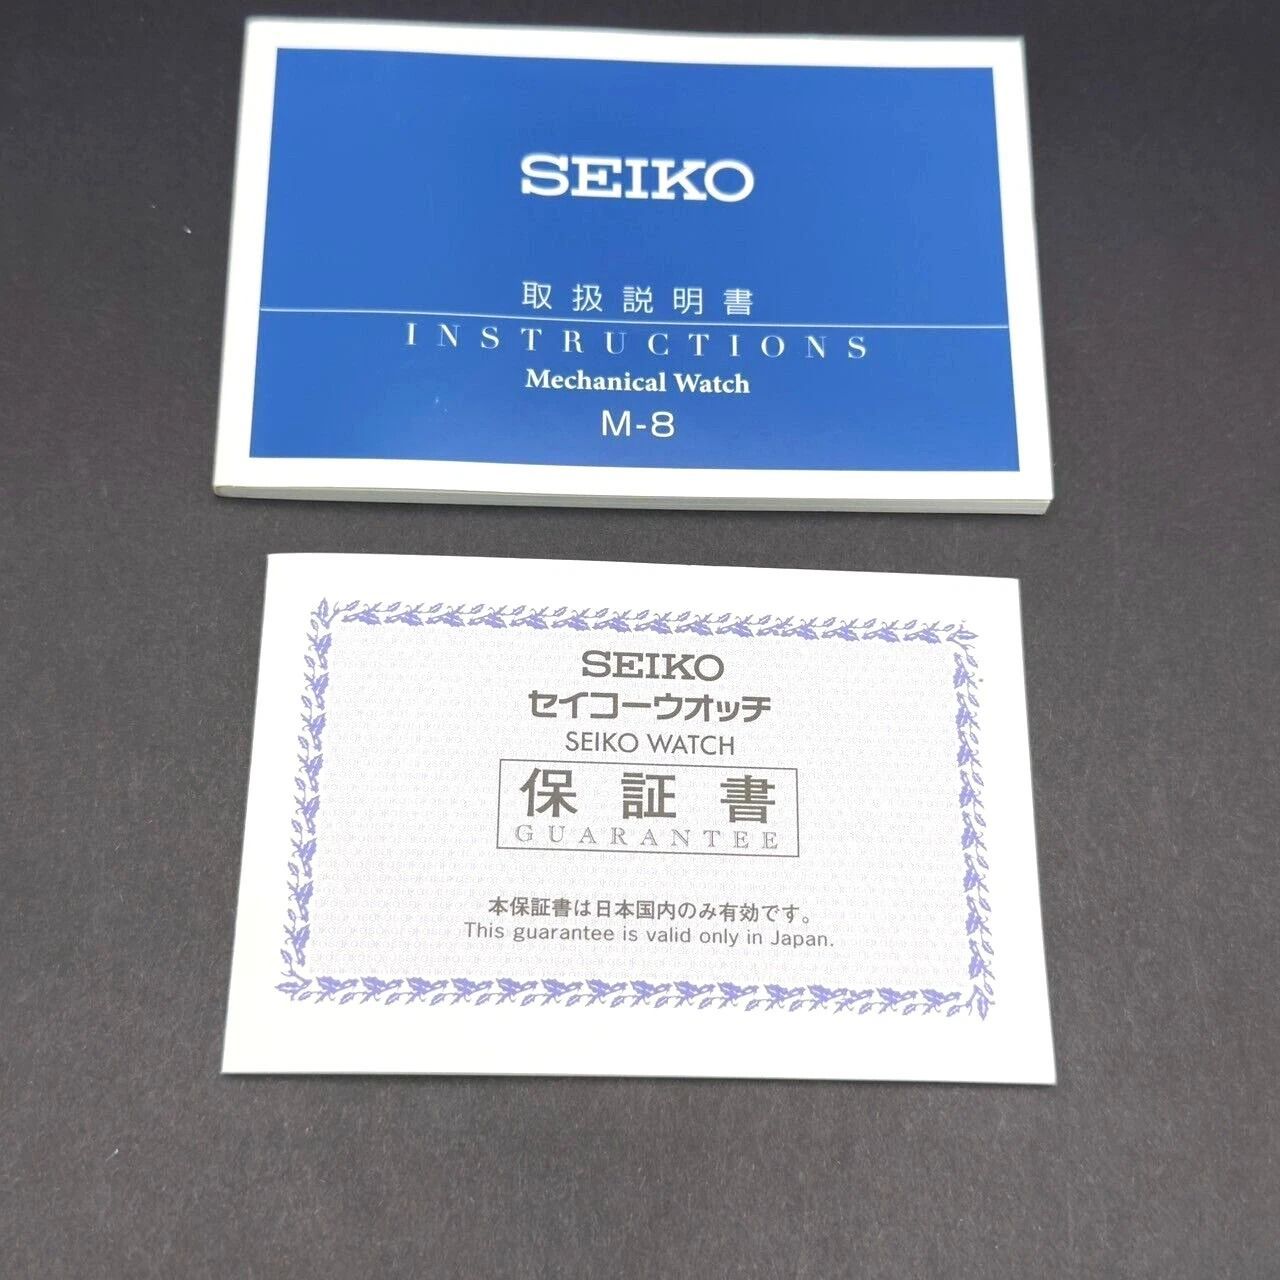 SEIKO
取扱説明書
INSTRUCTIONS
Mechanical Watch
M-8
SEIKO
セイコーウオッチ
SEIKO WATCH
保証書
GUARANTEE
本保証書は日本国内のみ有効です。
This guarantee is valid only in Japan.